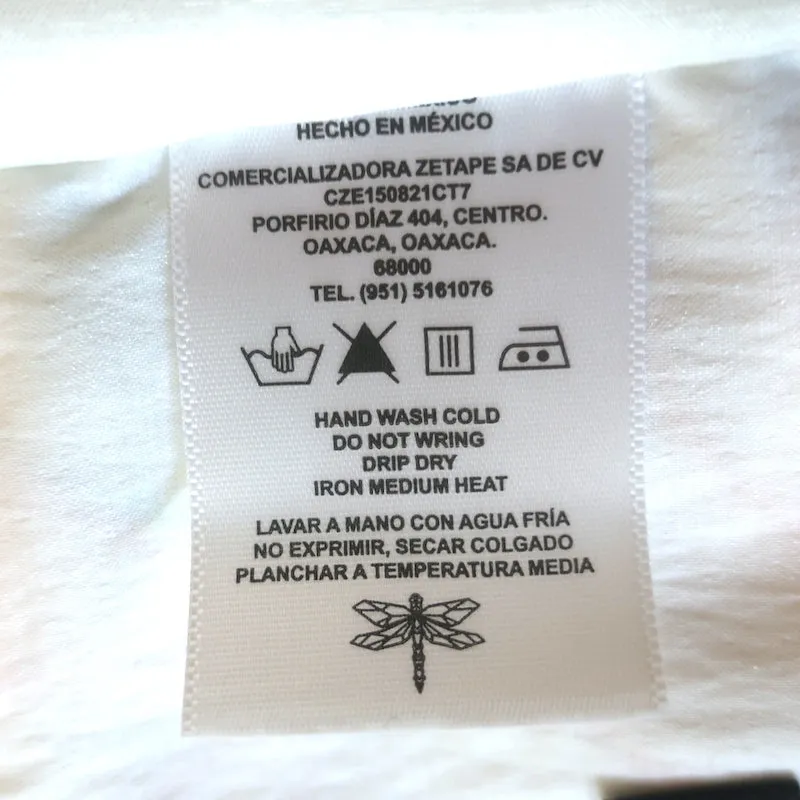 HECHO EN MÉXICO
COMERCIALIZADORA ZETAPE SA DE CV
CZE150821CT7
PORFIRIO DÍAZ 404, CENTRO.
OAXACA, OAXACA.
68000
TEL. (951) 5161076
HAND WASH COLD
DO NOT WRING
DRIP DRY
IRON MEDIUM HEAT
LAVAR A MANO CON AGUA FRÍA
NO EXPRIMIR, SECAR COLGADO
PLANCHAR A TEMPERATURA MEDIA